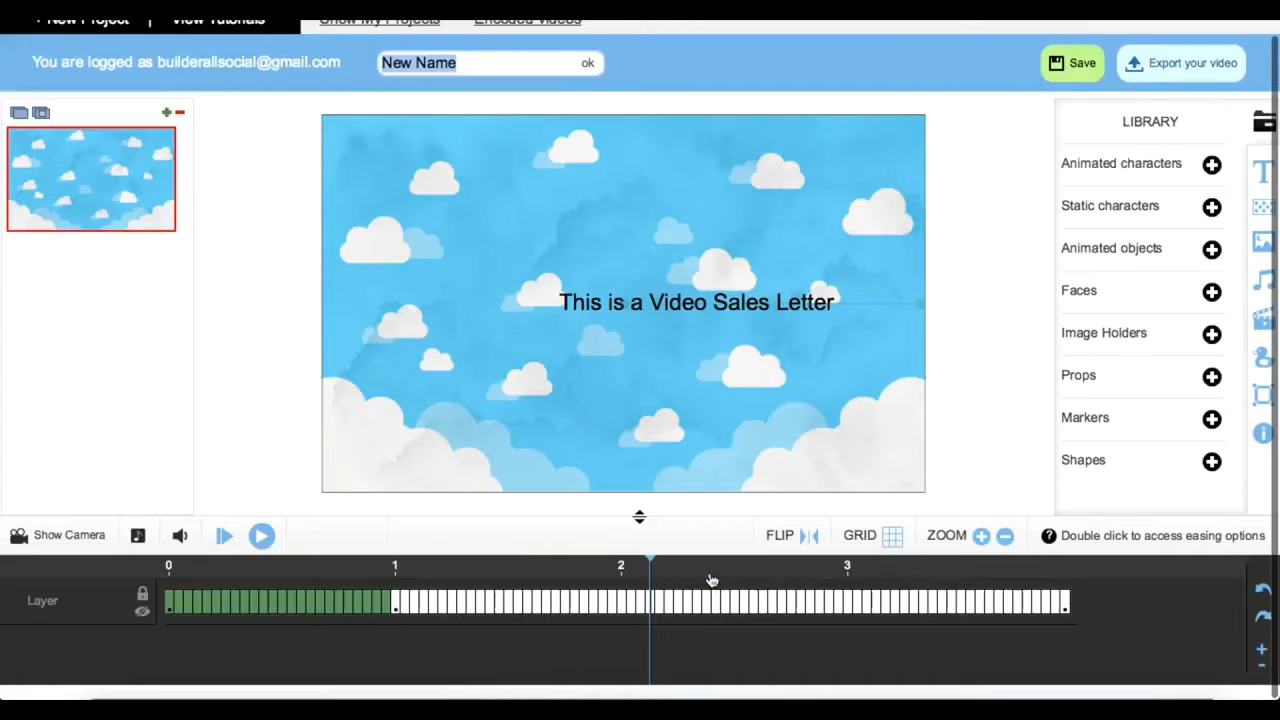 New Project | View Tutorials Show My Projects Encoded Videos
You are logged as builderallsocial@gmail.com New Name ok Save Export your video
LIBRARY
Animated characters
Static characters
Animated objects
Faces
Image Holders
Props
Markers
Shapes
T
This is a Video Sales Letter
Show Camera FLIP GRID ZOOM Double click to access easing options
0 1 2 3
Layer